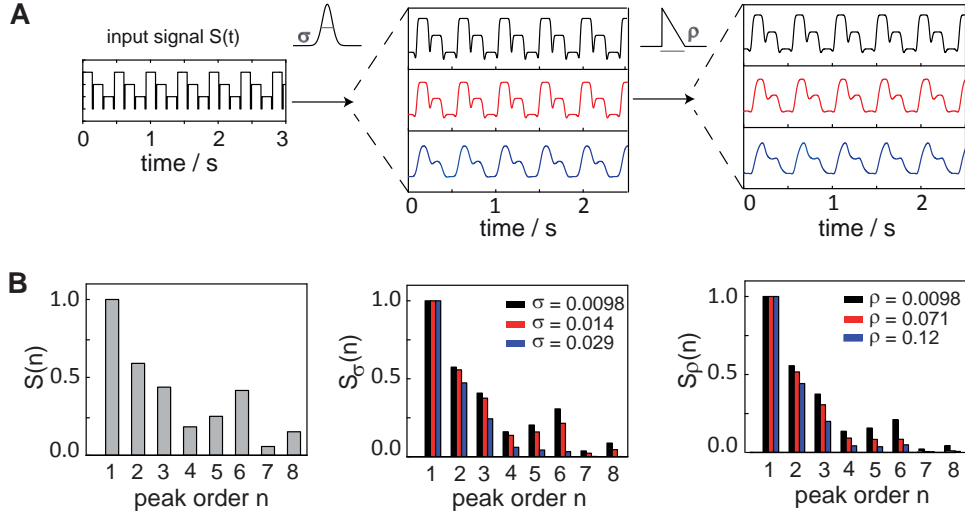 A
input signal S(t)
σ
ρ
0 1 2 3
time / s
0 1 2
time / s
0 1 2
time / s
B
S(n)
1.0
0.5
0.0
1 2 3 4 5 6 7 8
peak order n
Sσ(n)
1.0
0.5
0.0
σ = 0.0098
σ = 0.014
σ = 0.029
1 2 3 4 5 6 7 8
peak order n
Sρ(n)
1.0
0.5
0.0
ρ = 0.0098
ρ = 0.071
ρ = 0.12
1 2 3 4 5 6 7 8
peak order n